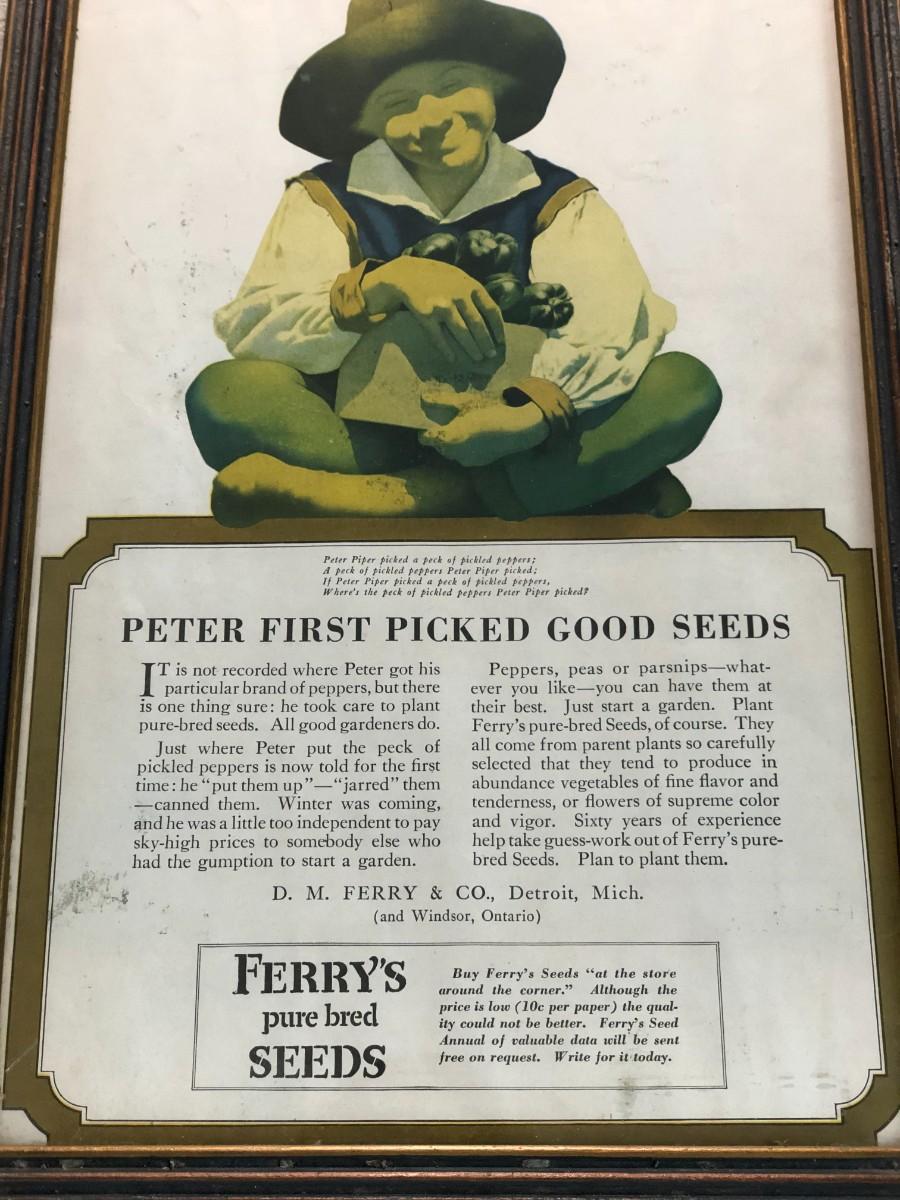 Peter Piper picked a peck of pickled peppers;
A peck of pickled peppers Peter Piper picked;
If Peter Piper picked a peck of pickled peppers,
Where's the peck of pickled peppers Peter Piper picked?
PETER FIRST PICKED GOOD SEEDS
IT is not recorded where Peter got his
particular brand of peppers, but there
is one thing sure: he took care to plant
pure-bred seeds. All good gardeners do.
Just where Peter put the peck of
pickled peppers is now told for the first
time: he "put them up"—"jarred" them
—canned them. Winter was coming,
and he was a little too independent to pay
sky-high prices to somebody else who
had the gumption to start a garden.
Peppers, peas or parsnips—what-
ever you like—you can have them at
their best. Just start a garden. Plant
Ferry's pure-bred Seeds, of course. They
all come from parent plants so carefully
selected that they tend to produce in
abundance vegetables of fine flavor and
tenderness, or flowers of supreme color
and vigor. Sixty years of experience
help take guess-work out of Ferry's pure-
bred Seeds. Plan to plant them.
D. M. FERRY & CO., Detroit, Mich.
(and Windsor, Ontario)
FERRY'S
pure bred
SEEDS
Buy Ferry's Seeds "at the store
around the corner." Although the
price is low (10c per paper) the qual-
ity could not be better. Ferry's Seed
Annual of valuable data will be sent
free on request. Write for it today.